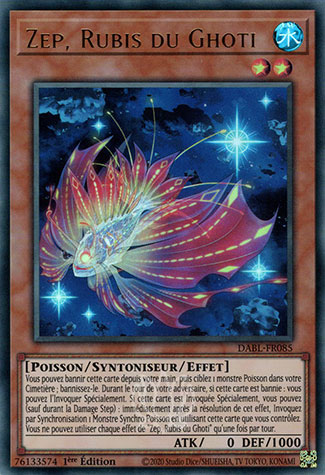 Zep, Rubis du Ghoti
水
DABL-FR085
[Poisson/Syntoniseur/Effet]
Vous pouvez bannir cette carte depuis votre main, puis ciblez 1 monstre Poisson dans votre
Cimetière ; bannissez-le. Durant le tour de votre adversaire, si cette carte est bannie : vous
pouvez l'Invoquer Spécialement. Si cette carte est Invoquée Spécialement, vous pouvez
(sauf durant la Damage Step) : immédiatement après la résolution de cet effet, Invoquez
par Synchronisation 1 Monstre Synchro Poisson en utilisant cette carte que vous contrôlez.
Vous ne pouvez utiliser chaque effet de "Zep, Rubis du Ghoti" qu'une fois par tour.
ATK/ 0 DEF/1000
76133574 1ère Édition ©2020 Studio Dice/SHUEISHA, TV TOKYO, KONAMI